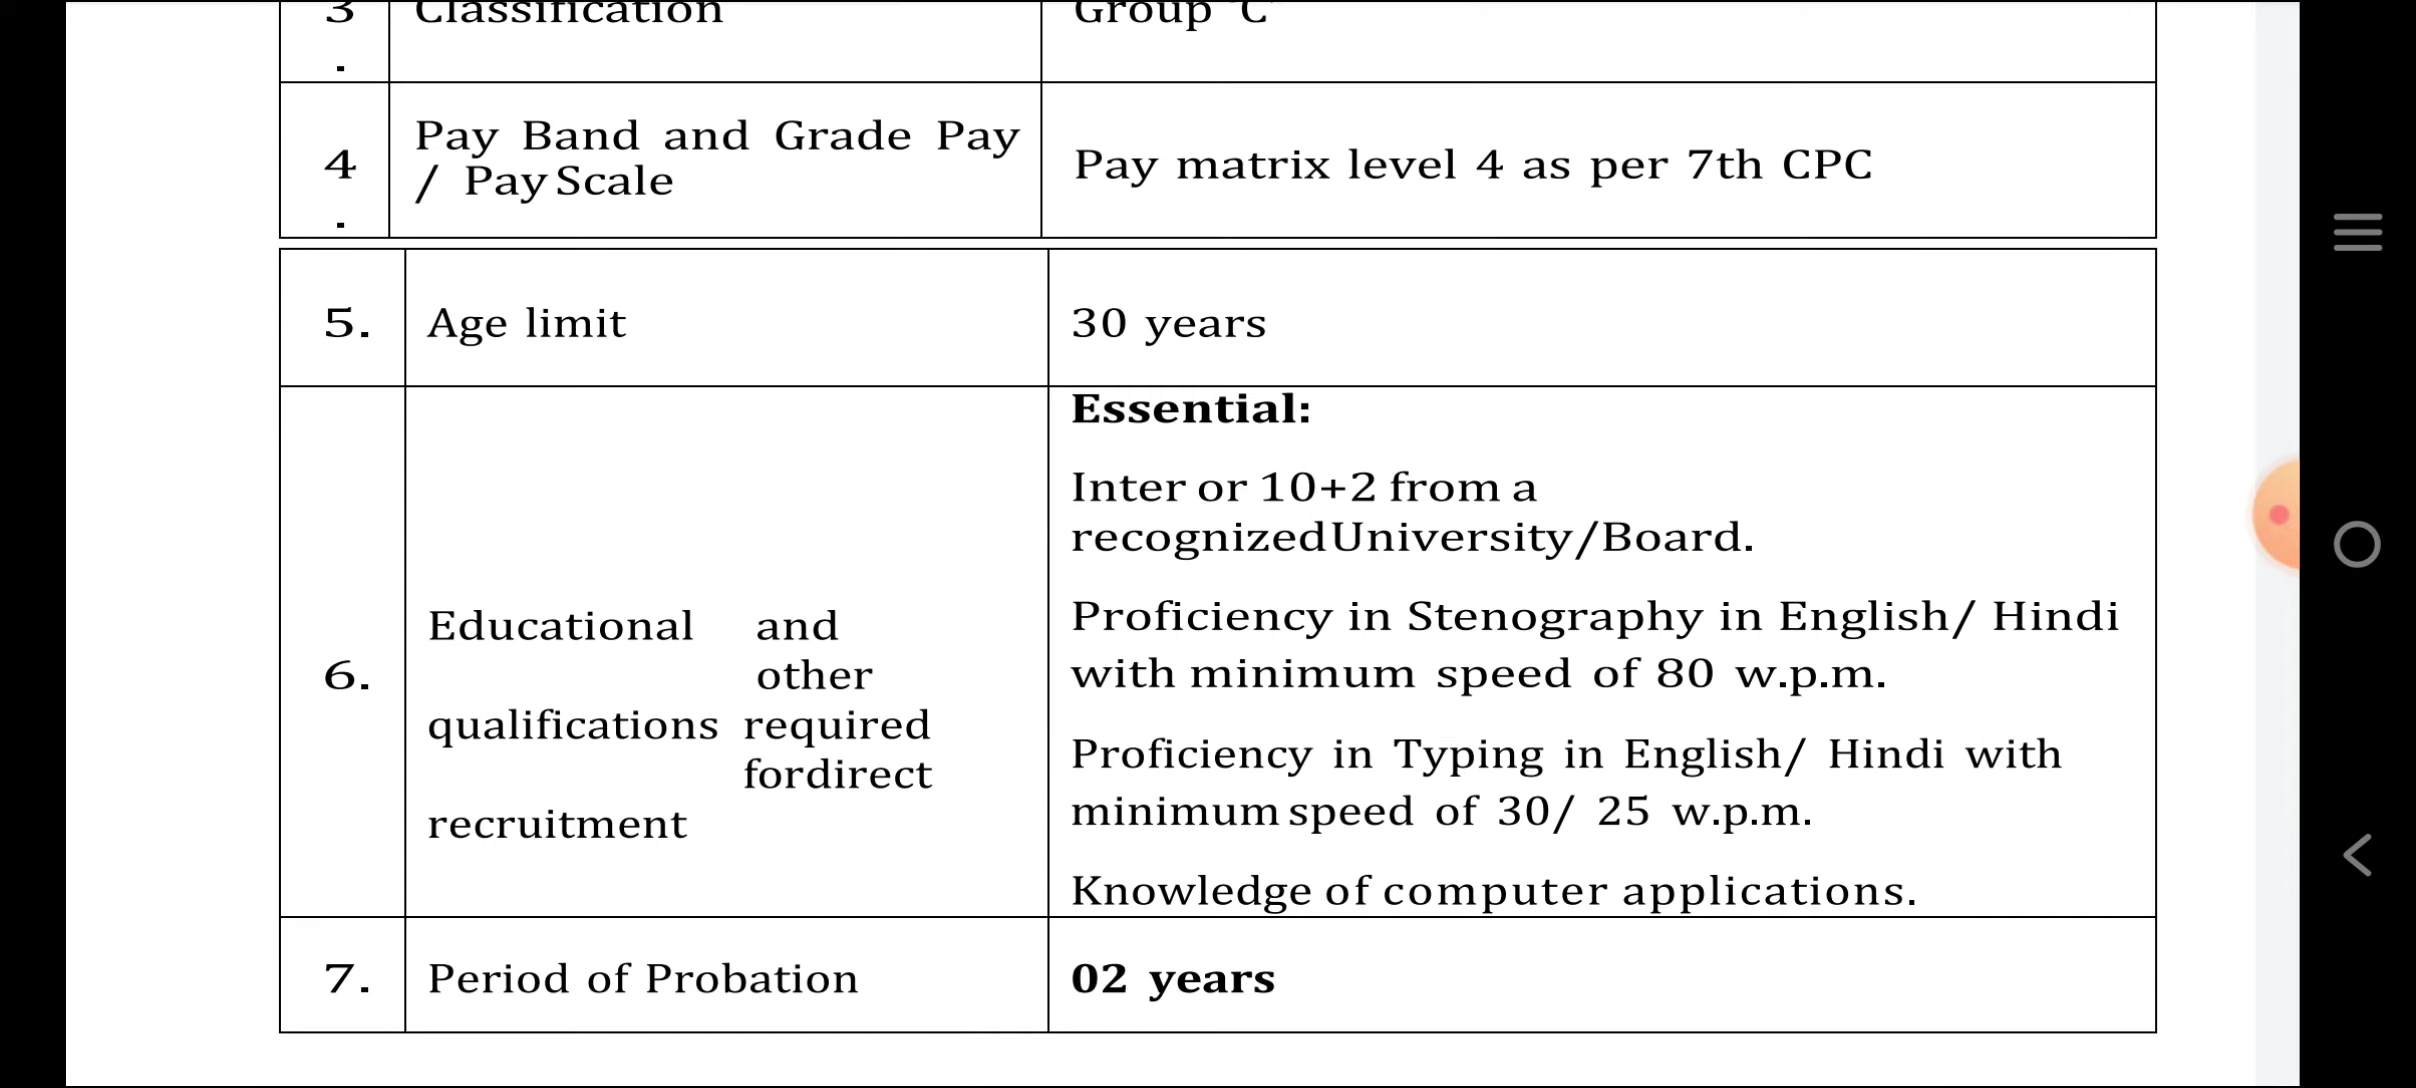 3 Classification Group 'C'
.
Pay Band and Grade Pay
4 / Pay Scale Pay matrix level 4 as per 7th CPC
.
5. Age limit 30 years
Essential:
Inter or 10+2 from a
recognizedUniversity/Board.
Educational and
other
6.
qualifications required
fordirect
recruitment
Proficiency in Stenography in English/ Hindi
with minimum speed of 80 w.p.m.
Proficiency in Typing in English/ Hindi with
minimum speed of 30/ 25 w.p.m.
Knowledge of computer applications.
7. Period of Probation 02 years